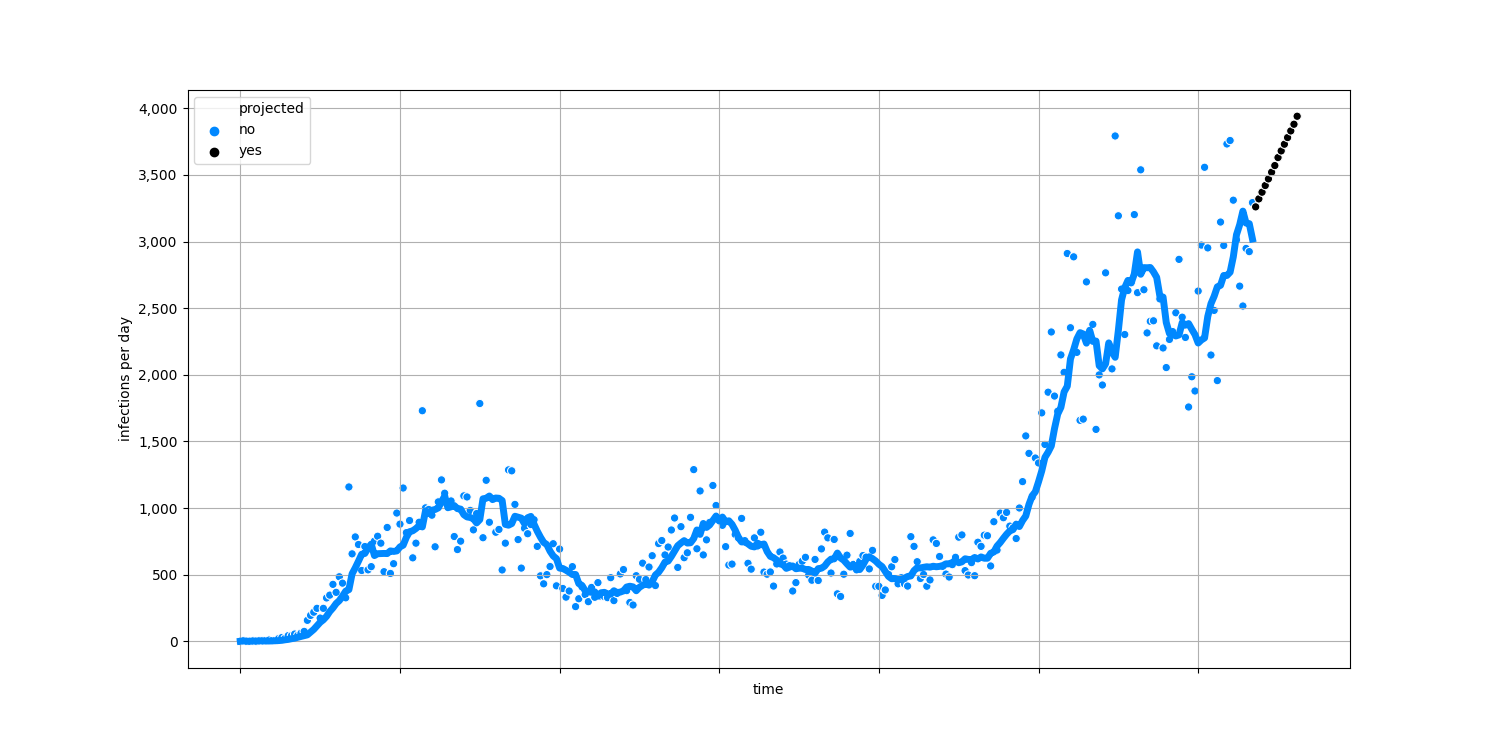 projected
no
yes
4,000
3,500
3,000
2,500
2,000
1,500
1,000
500
0
infections per day
time